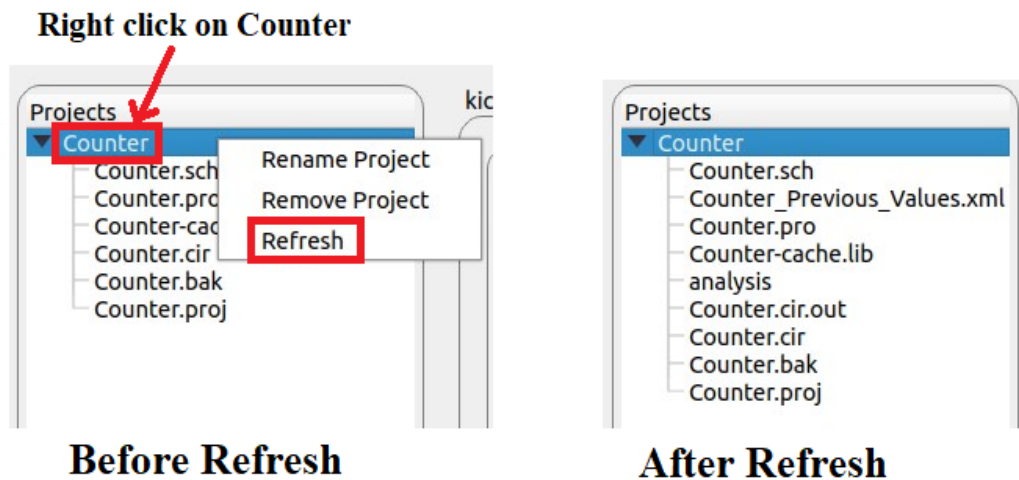 Right click on Counter
Projects
Counter
Counter.sch
Counter.pro
Counter-cac
Counter.cir
Counter.bak
Counter.proj
Rename Project
Remove Project
Refresh
kic
Before Refresh
Projects
Counter
Counter.sch
Counter_Previous_Values.xml
Counter.pro
Counter-cache.lib
analysis
Counter.cir.out
Counter.cir
Counter.bak
Counter.proj
After Refresh